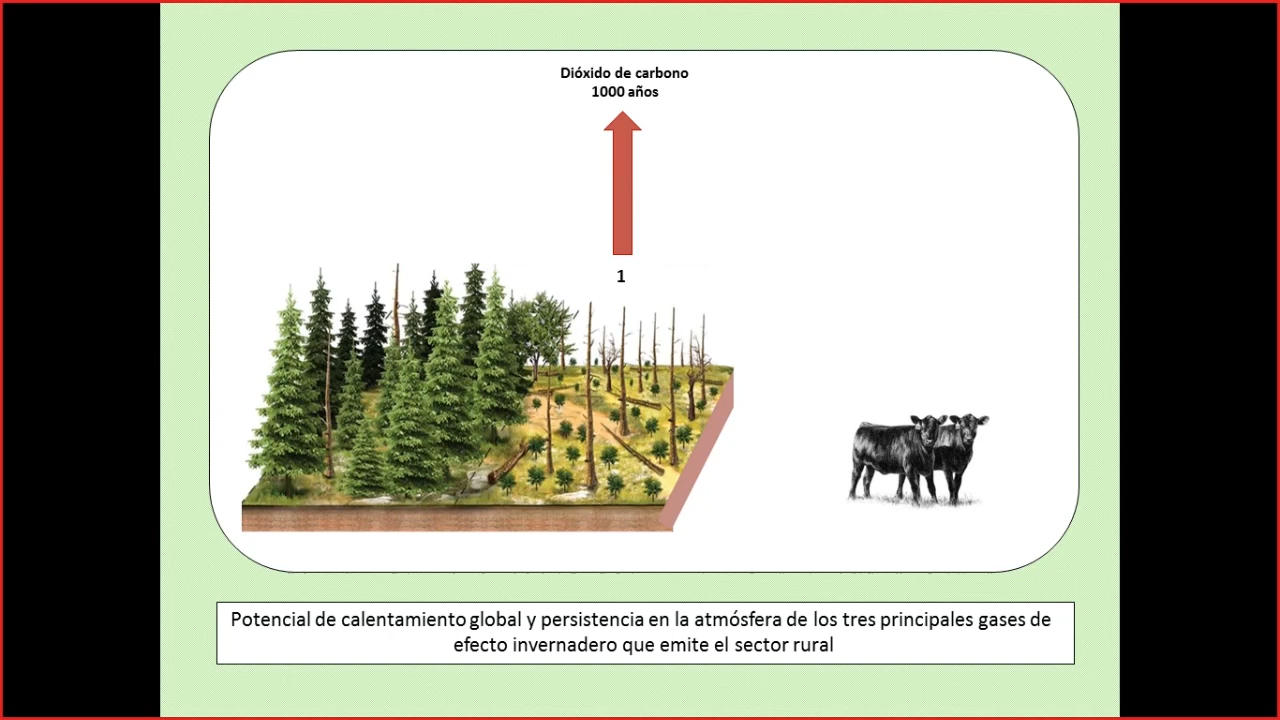 Dióxido de carbono
1000 años
1
Potencial de calentamiento global y persistencia en la atmósfera de los tres principales gases de
efecto invernadero que emite el sector rural